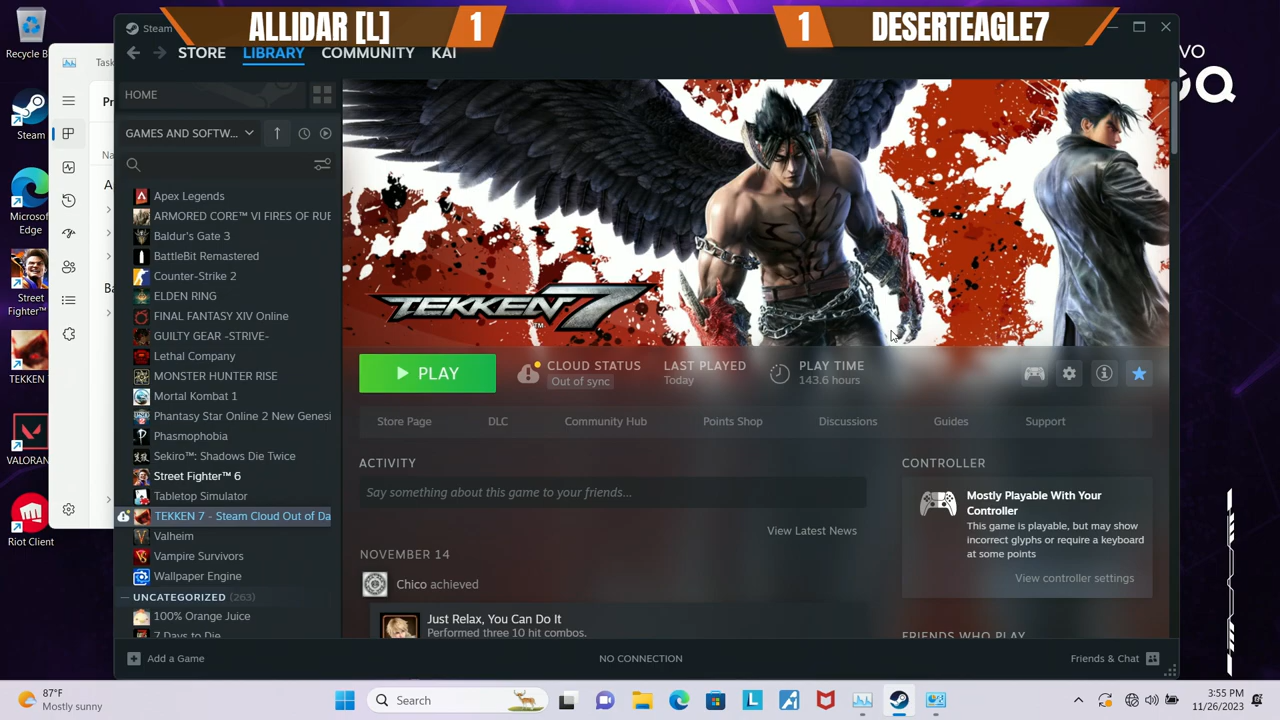 ALLIDAR [L]
1
1
DESERTEAGLE7
Recycle B
Steam
Microsof
Edge
Street
Fighter™
TEKKEN
VALORAN
Riot Client
Task
Pr
Na
A
Ba
VO
Steam
STORE
LIBRARY
COMMUNITY
KAI
HOME
GAMES AND SOFTW...
Apex Legends
ARMORED CORE™ VI FIRES OF RUE
Baldur's Gate 3
BattleBit Remastered
Counter-Strike 2
ELDEN RING
FINAL FANTASY XIV Online
GUILTY GEAR -STRIVE-
Lethal Company
MONSTER HUNTER RISE
Mortal Kombat 1
Phantasy Star Online 2 New Genesi
Phasmophobia
Sekiro™: Shadows Die Twice
Street Fighter™ 6
Tabletop Simulator
TEKKEN 7 - Steam Cloud Out of Da
Valheim
Vampire Survivors
Wallpaper Engine
— UNCATEGORIZED (263)
100% Orange Juice
7 Days to Die
Add a Game
TEKKEN 7
TM
PLAY
CLOUD STATUS
Out of sync
LAST PLAYED
Today
PLAY TIME
143.6 hours
Store Page
DLC
Community Hub
Points Shop
Discussions
Guides
Support
ACTIVITY
Say something about this game to your friends...
View Latest News
NOVEMBER 14
Chico achieved
Just Relax, You Can Do It
Performed three 10 hit combos.
CONTROLLER
Mostly Playable With Your
Controller
This game is playable, but may show
incorrect glyphs or require a keyboard
at some points
View controller settings
FRIENDS WHO PLAY
NO CONNECTION
Friends & Chat
87°F
Mostly sunny
Search
3:55 PM
11/26/2023